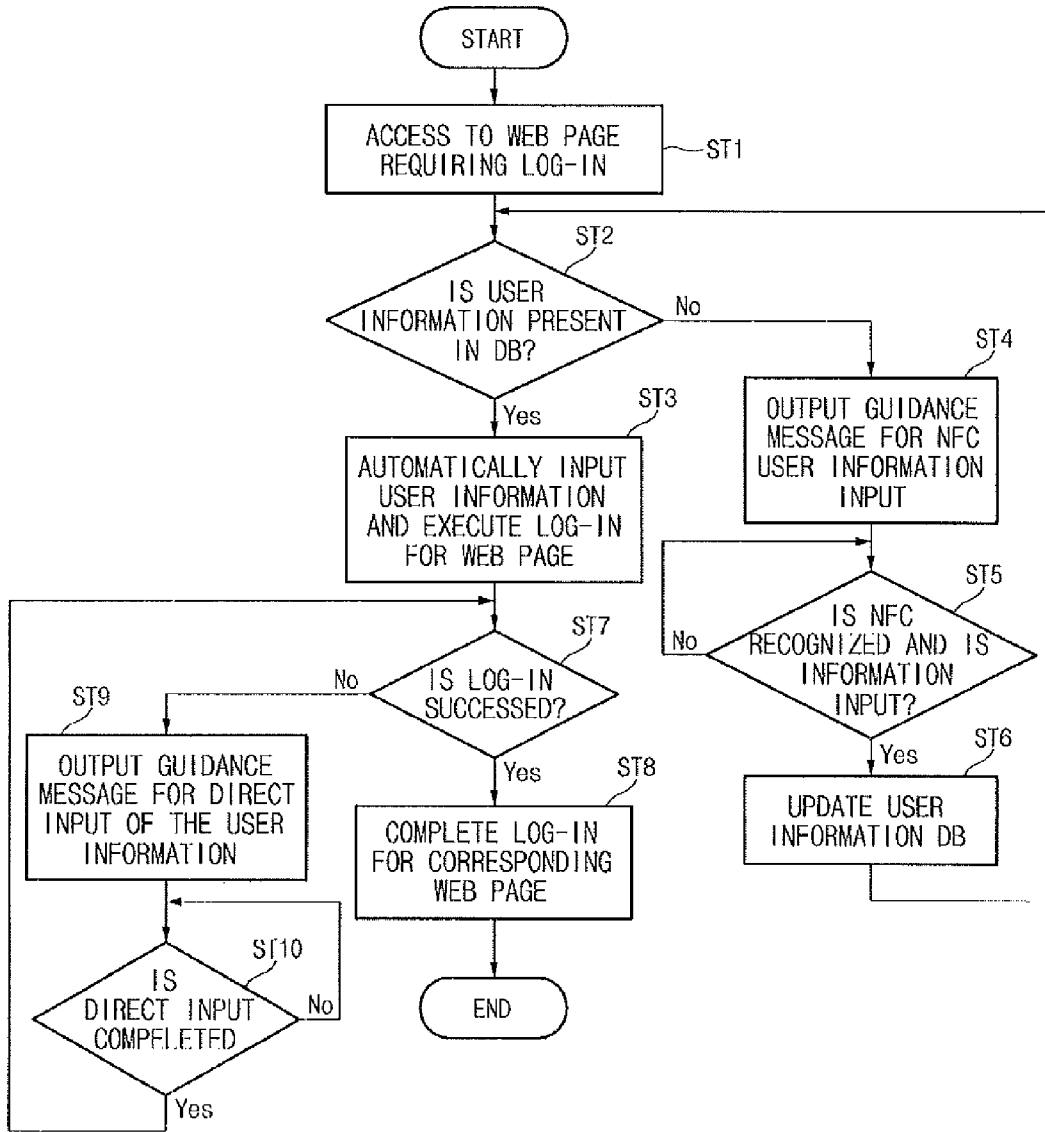 START
ACCESS TO WEB PAGE
REQUIRING LOG-IN
ST1
ST2
IS USER
INFORMATION PRESENT
IN DB?
No
Yes
ST3
AUTOMATICALLY INPUT
USER INFORMATION
AND EXECUTE LOG-IN
FOR WEB PAGE
ST4
OUTPUT GUIDANCE
MESSAGE FOR NFC
USER INFORMATION
INPUT
ST5
IS NFC
RECOGNIZED AND IS
INFORMATION
INPUT?
No
Yes
ST6
UPDATE USER
INFORMATION DB
ST7
IS LOG-IN
SUCCESSED?
No
Yes
ST9
OUTPUT GUIDANCE
MESSAGE FOR DIRECT
INPUT OF THE USER
INFORMATION
ST8
COMPLETE LOG-IN
FOR CORRESPONDING
WEB PAGE
ST10
IS
DIRECT INPUT
COMPELETED
No
Yes
END